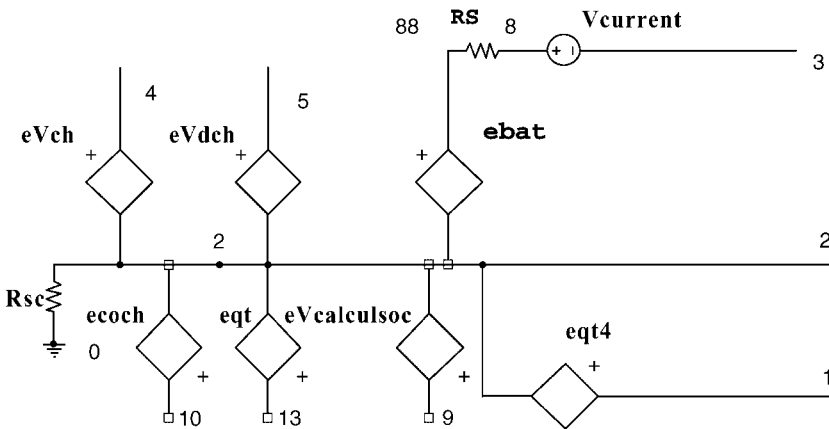 88 RS 8 Vcurrent
3
4 5
eVch + eVdch + + ebat
+ -
2 2
Rsc ecoch eqt eVcalculsoc eqt4
0 + + + +
10 13 9 1